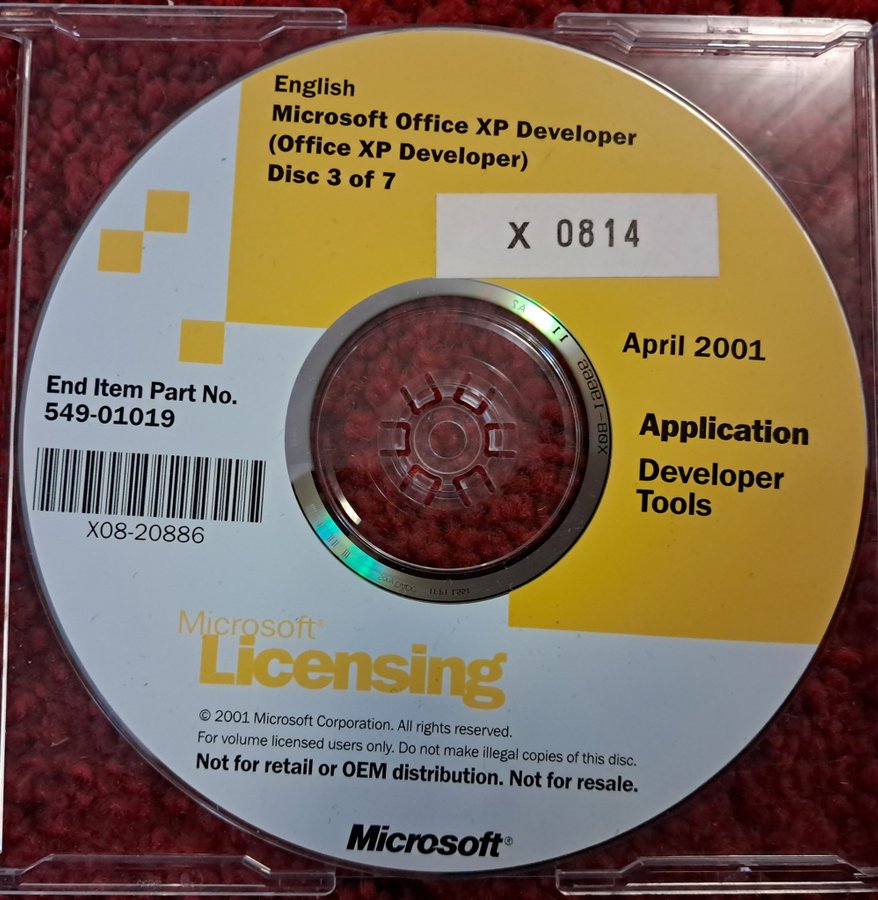 English
Microsoft Office XP Developer
(Office XP Developer)
Disc 3 of 7
X 0814
April 2001
End Item Part No.
549-01019
Application
Developer
Tools
X08-20886
Microsoft®
Licensing
© 2001 Microsoft Corporation. All rights reserved.
For volume licensed users only. Do not make illegal copies of this disc.
Not for retail or OEM distribution. Not for resale.
Microsoft®